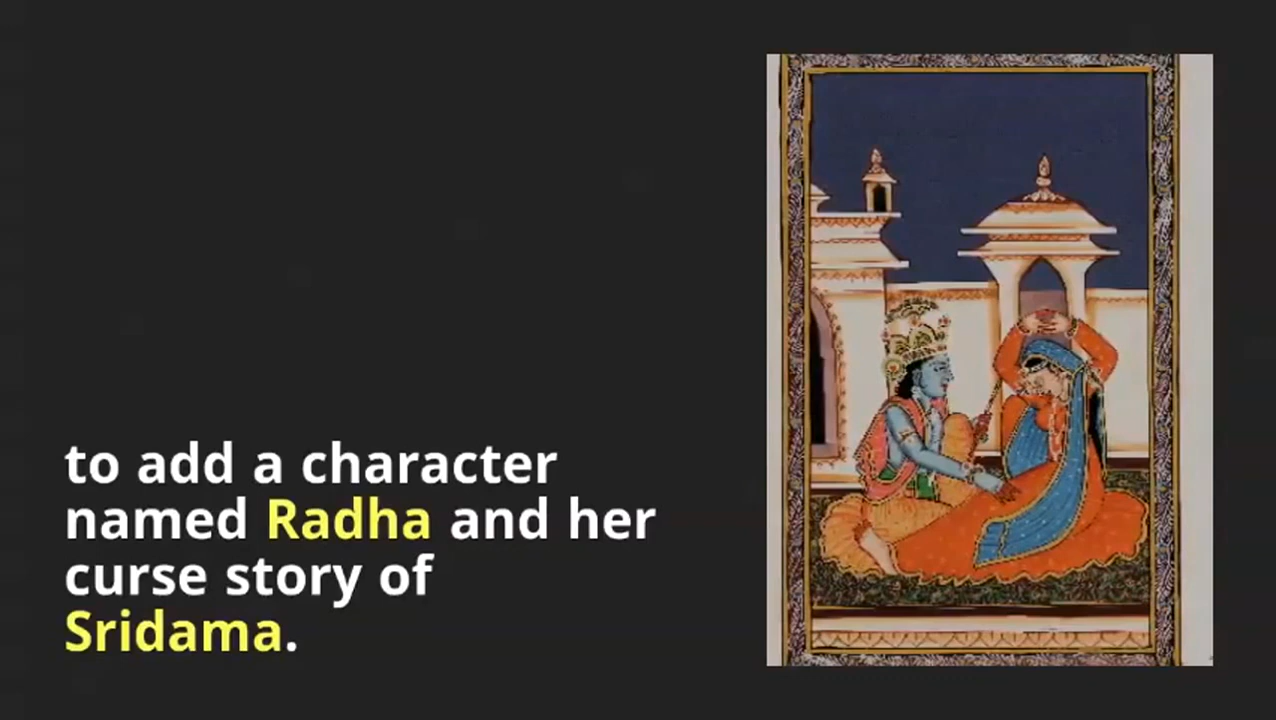 to add a character
named Radha and her
curse story of
Sridama.